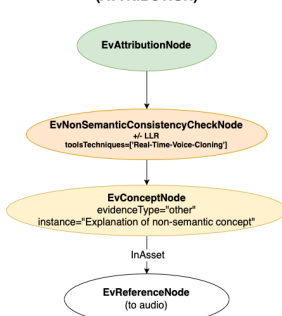 EvAttributionNode
EvNonSemanticConsistencyCheckNode
+/- LLR
toolsTechniques=['Real-Time-Voice-Cloning']
EvConceptNode
evidenceType="other"
instance="Explanation of non-semantic concept"
InAsset
EvReferenceNode
(to audio)